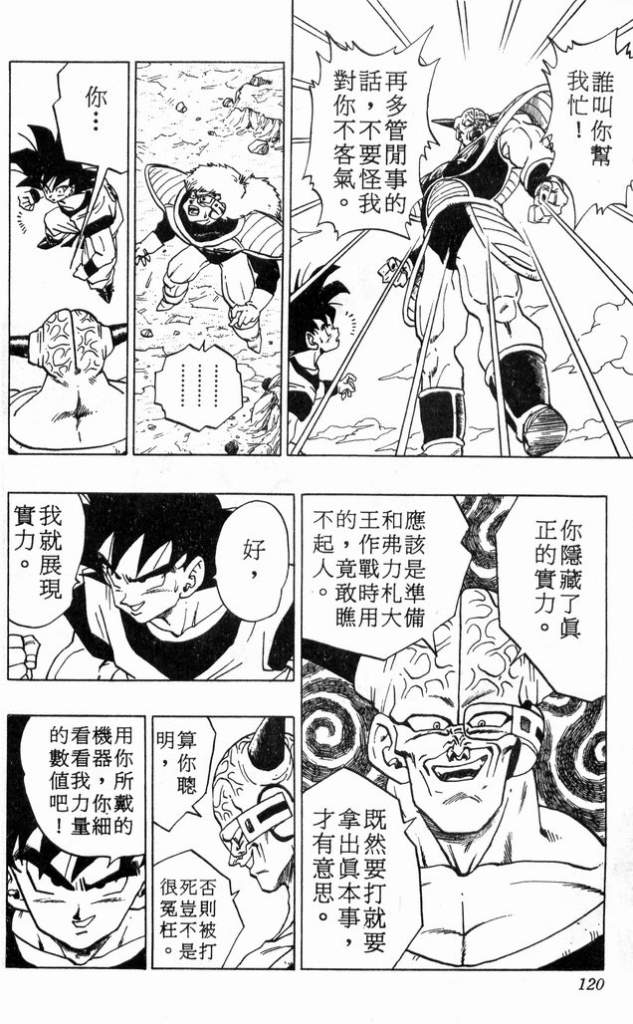 誰叫你幫
我忙！
再多管閒事的
話，不要怪我
對你不客氣。
⋯⋯⋯⋯
你⋯
你隱藏了眞
正的實力。
應該是準備
和弗力札大
王作戰時用
的，竟敢瞧
不起人。
既然要打就要
拿出眞本事，
才有意思。
好，
我就展現
實力。
算你聰
明，
否則被打
死豈不是
很冤枉。
用你所戴的
機器，你細
看看我力量
的數值吧！
120